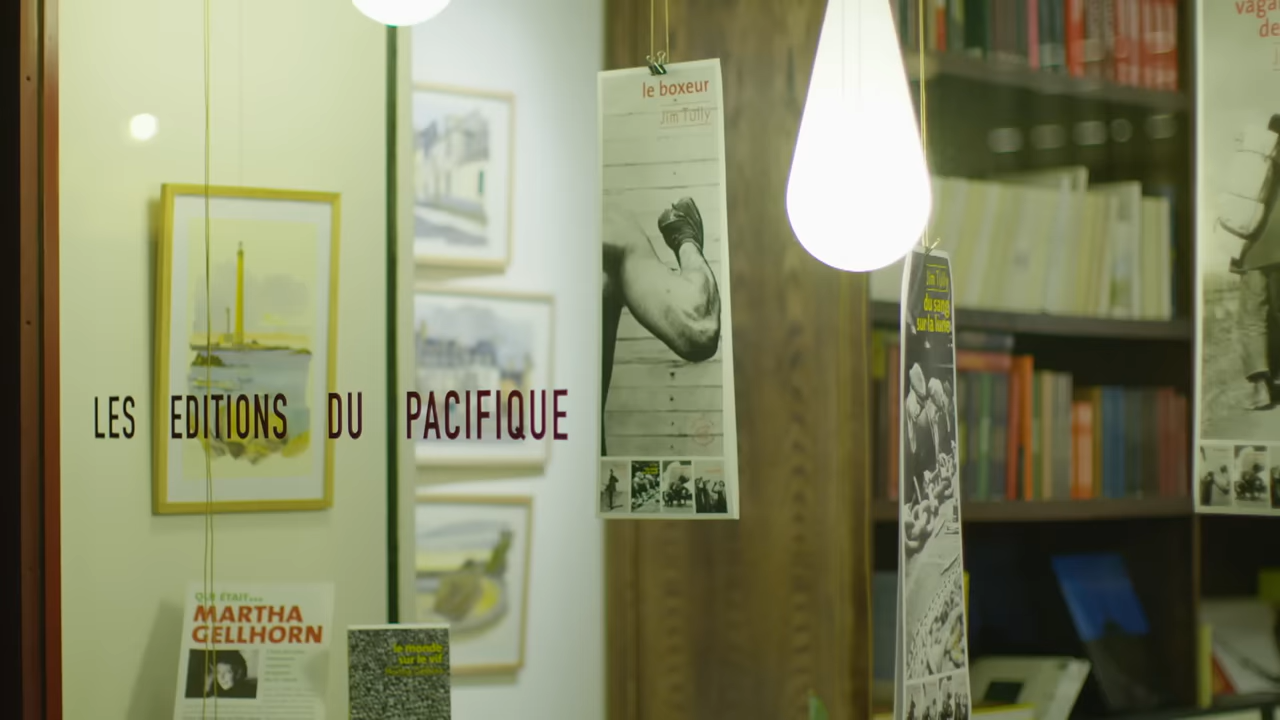 le boxeur
Jim Tully
Jim Tully
du sang
sur la lune
LES EDITIONS DU PACIFIQUE
QUI ÉTAIT...
MARTHA
GELLHORN
le monde
sur le vif